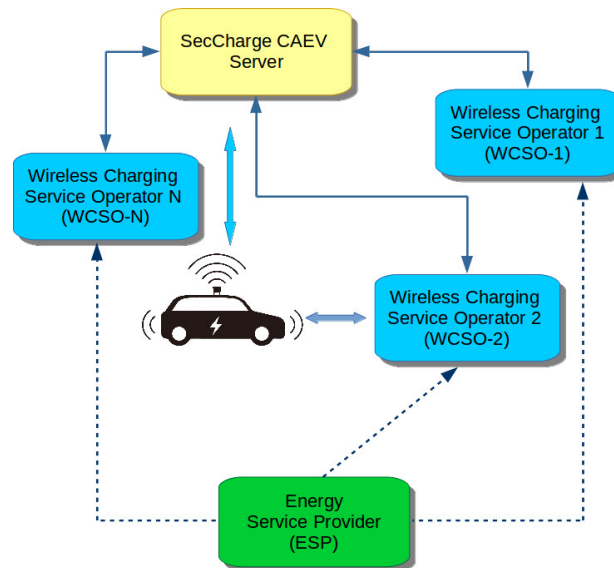 SecCharge CAEV
Server
Wireless Charging
Service Operator 1
(WCSO-1)
Wireless Charging
Service Operator N
(WCSO-N)
Wireless Charging
Service Operator 2
(WCSO-2)
Energy
Service Provider
(ESP)